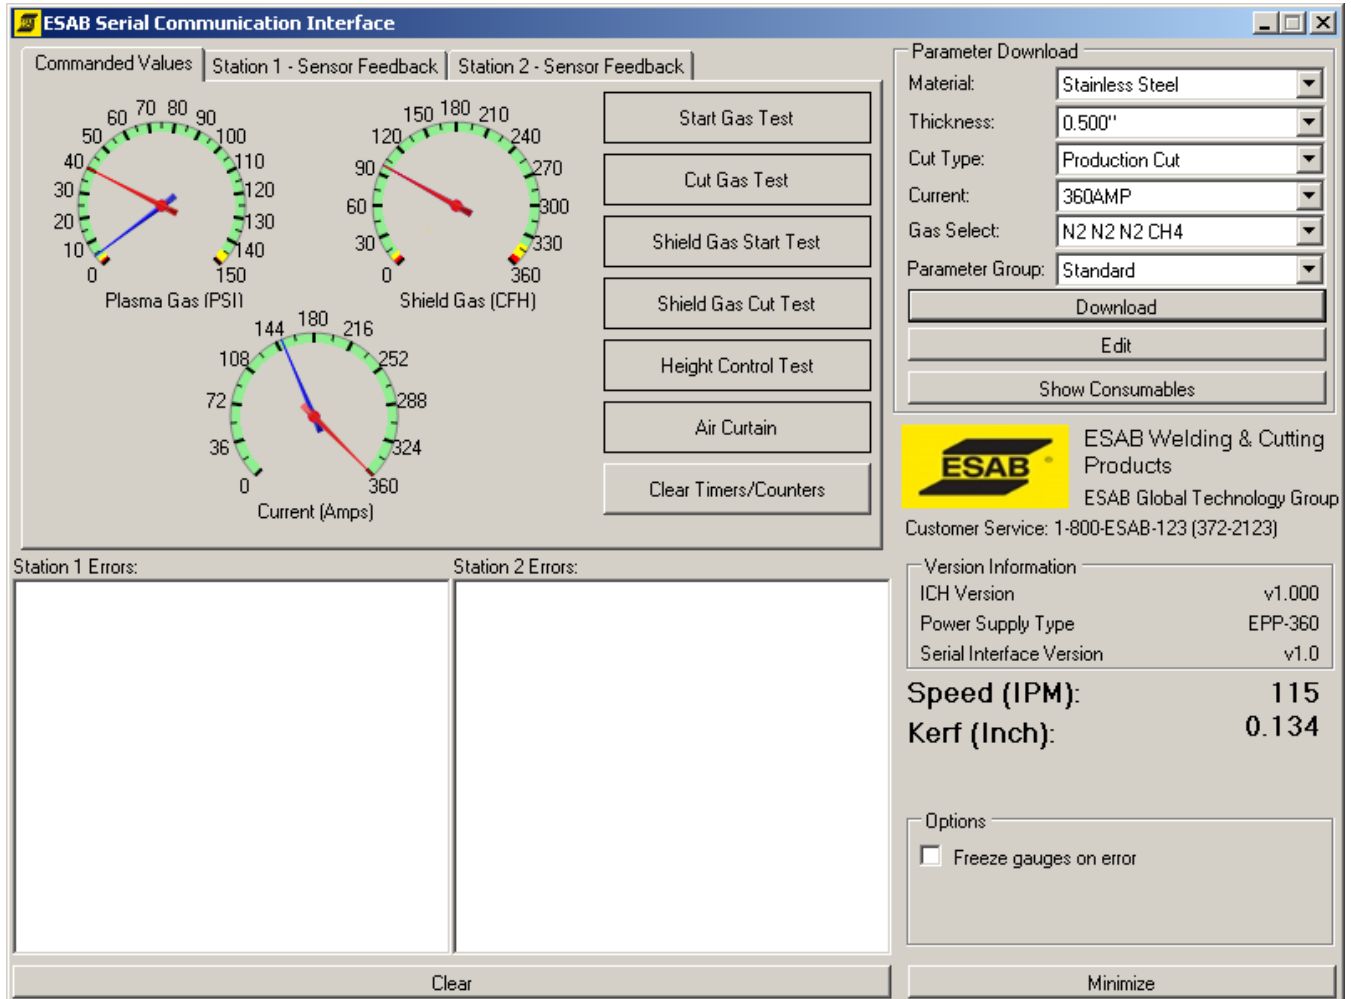 ESAB Serial Communication Interface
Commanded Values
Station 1 - Sensor Feedback
Station 2 - Sensor Feedback
0 10 20 30 40 50 60 70 80 90 100 110 120 130 140 150
Plasma Gas (PSI)
0 30 60 90 120 150 180 210 240 270 300 330 360
Shield Gas (CFH)
0 36 72 108 144 180 216 252 288 324 360
Current (Amps)
Start Gas Test
Cut Gas Test
Shield Gas Start Test
Shield Gas Cut Test
Height Control Test
Air Curtain
Clear Timers/Counters
Parameter Download
Material: Stainless Steel
Thickness: 0.500"
Cut Type: Production Cut
Current: 360AMP
Gas Select: N2 N2 N2 CH4
Parameter Group: Standard
Download
Edit
Show Consumables
ESAB
ESAB Welding & Cutting
Products
ESAB Global Technology Group
Customer Service: 1-800-ESAB-123 (372-2123)
Station 1 Errors:
Station 2 Errors:
Version Information
ICH Version v1.000
Power Supply Type EPP-360
Serial Interface Version v1.0
Speed (IPM): 115
Kerf (Inch): 0.134
Options
Freeze gauges on error
Clear
Minimize